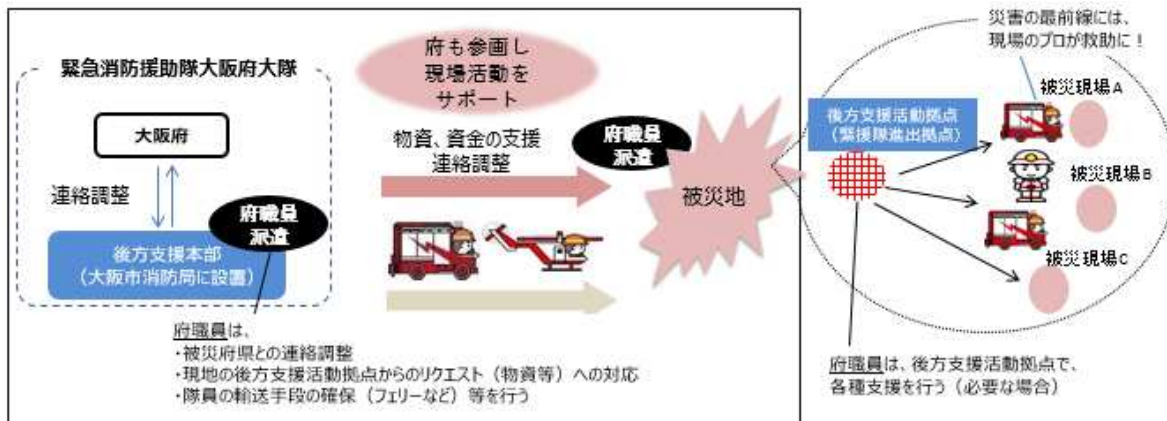 緊急消防援助隊大阪府大隊
大阪府
連絡調整
府職員
派遣
後方支援本部
（大阪市消防局に設置）
府職員は、
・被災府県との連絡調整
・現地の後方支援活動拠点からのリクエスト（物資等）への対応
・隊員の輸送手段の確保（フェリーなど）等を行う
府も参画し
現場活動を
サポート
物資、資金の支援
連絡調整
府職員
派遣
被災地
災害の最前線には、
現場のプロが救助に！
後方支援活動拠点
（緊援隊進出拠点）
被災現場A
被災現場B
被災現場C
府職員は、後方支援活動拠点で、
各種支援を行う（必要な場合）